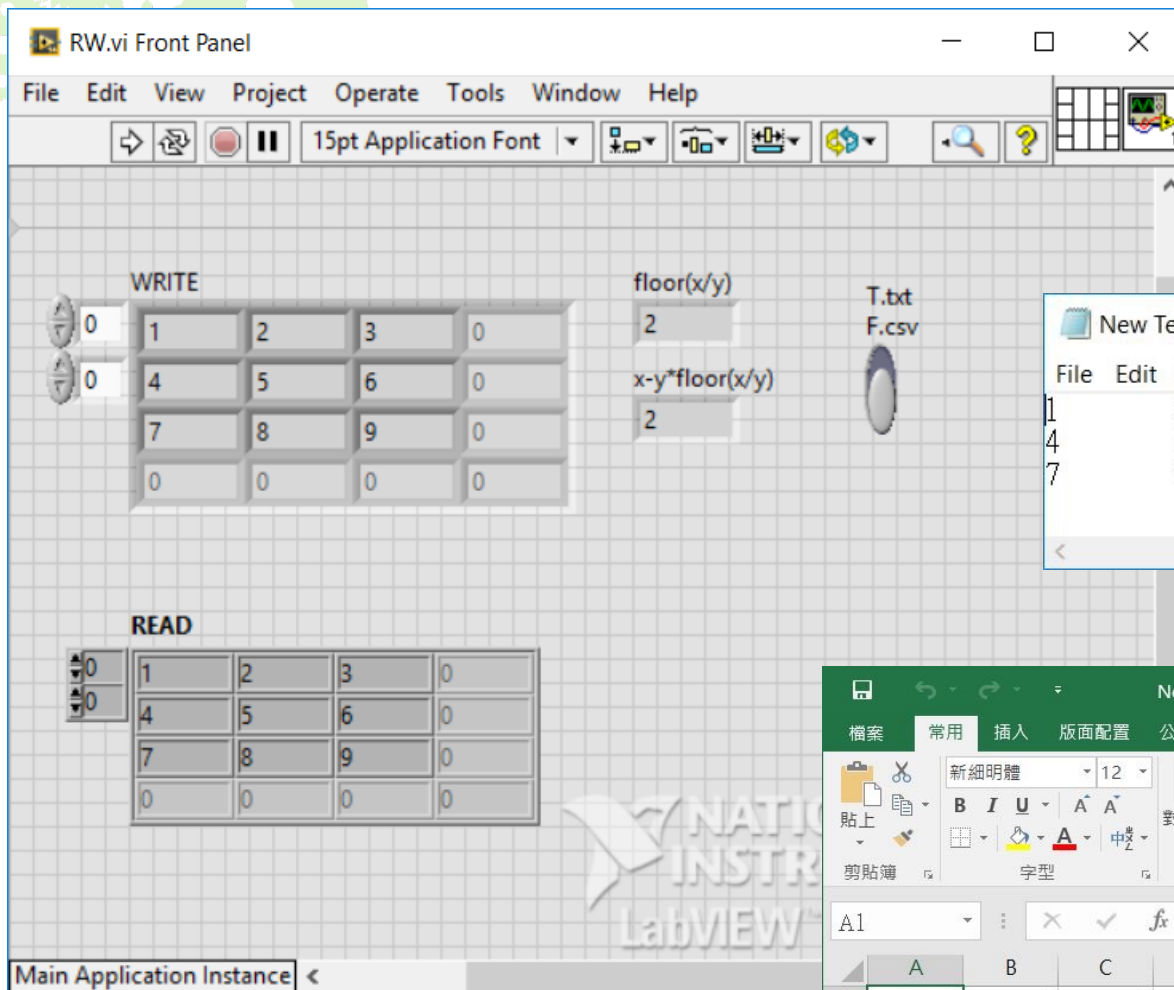 RW.vi Front Panel
File Edit View Project Operate Tools Window Help
15pt Application Font
WRITE
0
0
1 2 3 0
4 5 6 0
7 8 9 0
0 0 0 0
floor(x/y)
2
x-y*floor(x/y)
2
T.txt
F.csv
New Te
File Edit
1
4
7
READ
0
0
1 2 3 0
4 5 6 0
7 8 9 0
0 0 0 0
NATIO
INSTR
LabVIEW™
Main Application Instance
檔案 常用 插入 版面配置 公
新細明體 12
貼上
B I U A A
A 中
剪貼簿 字型
A1 fx
A B C